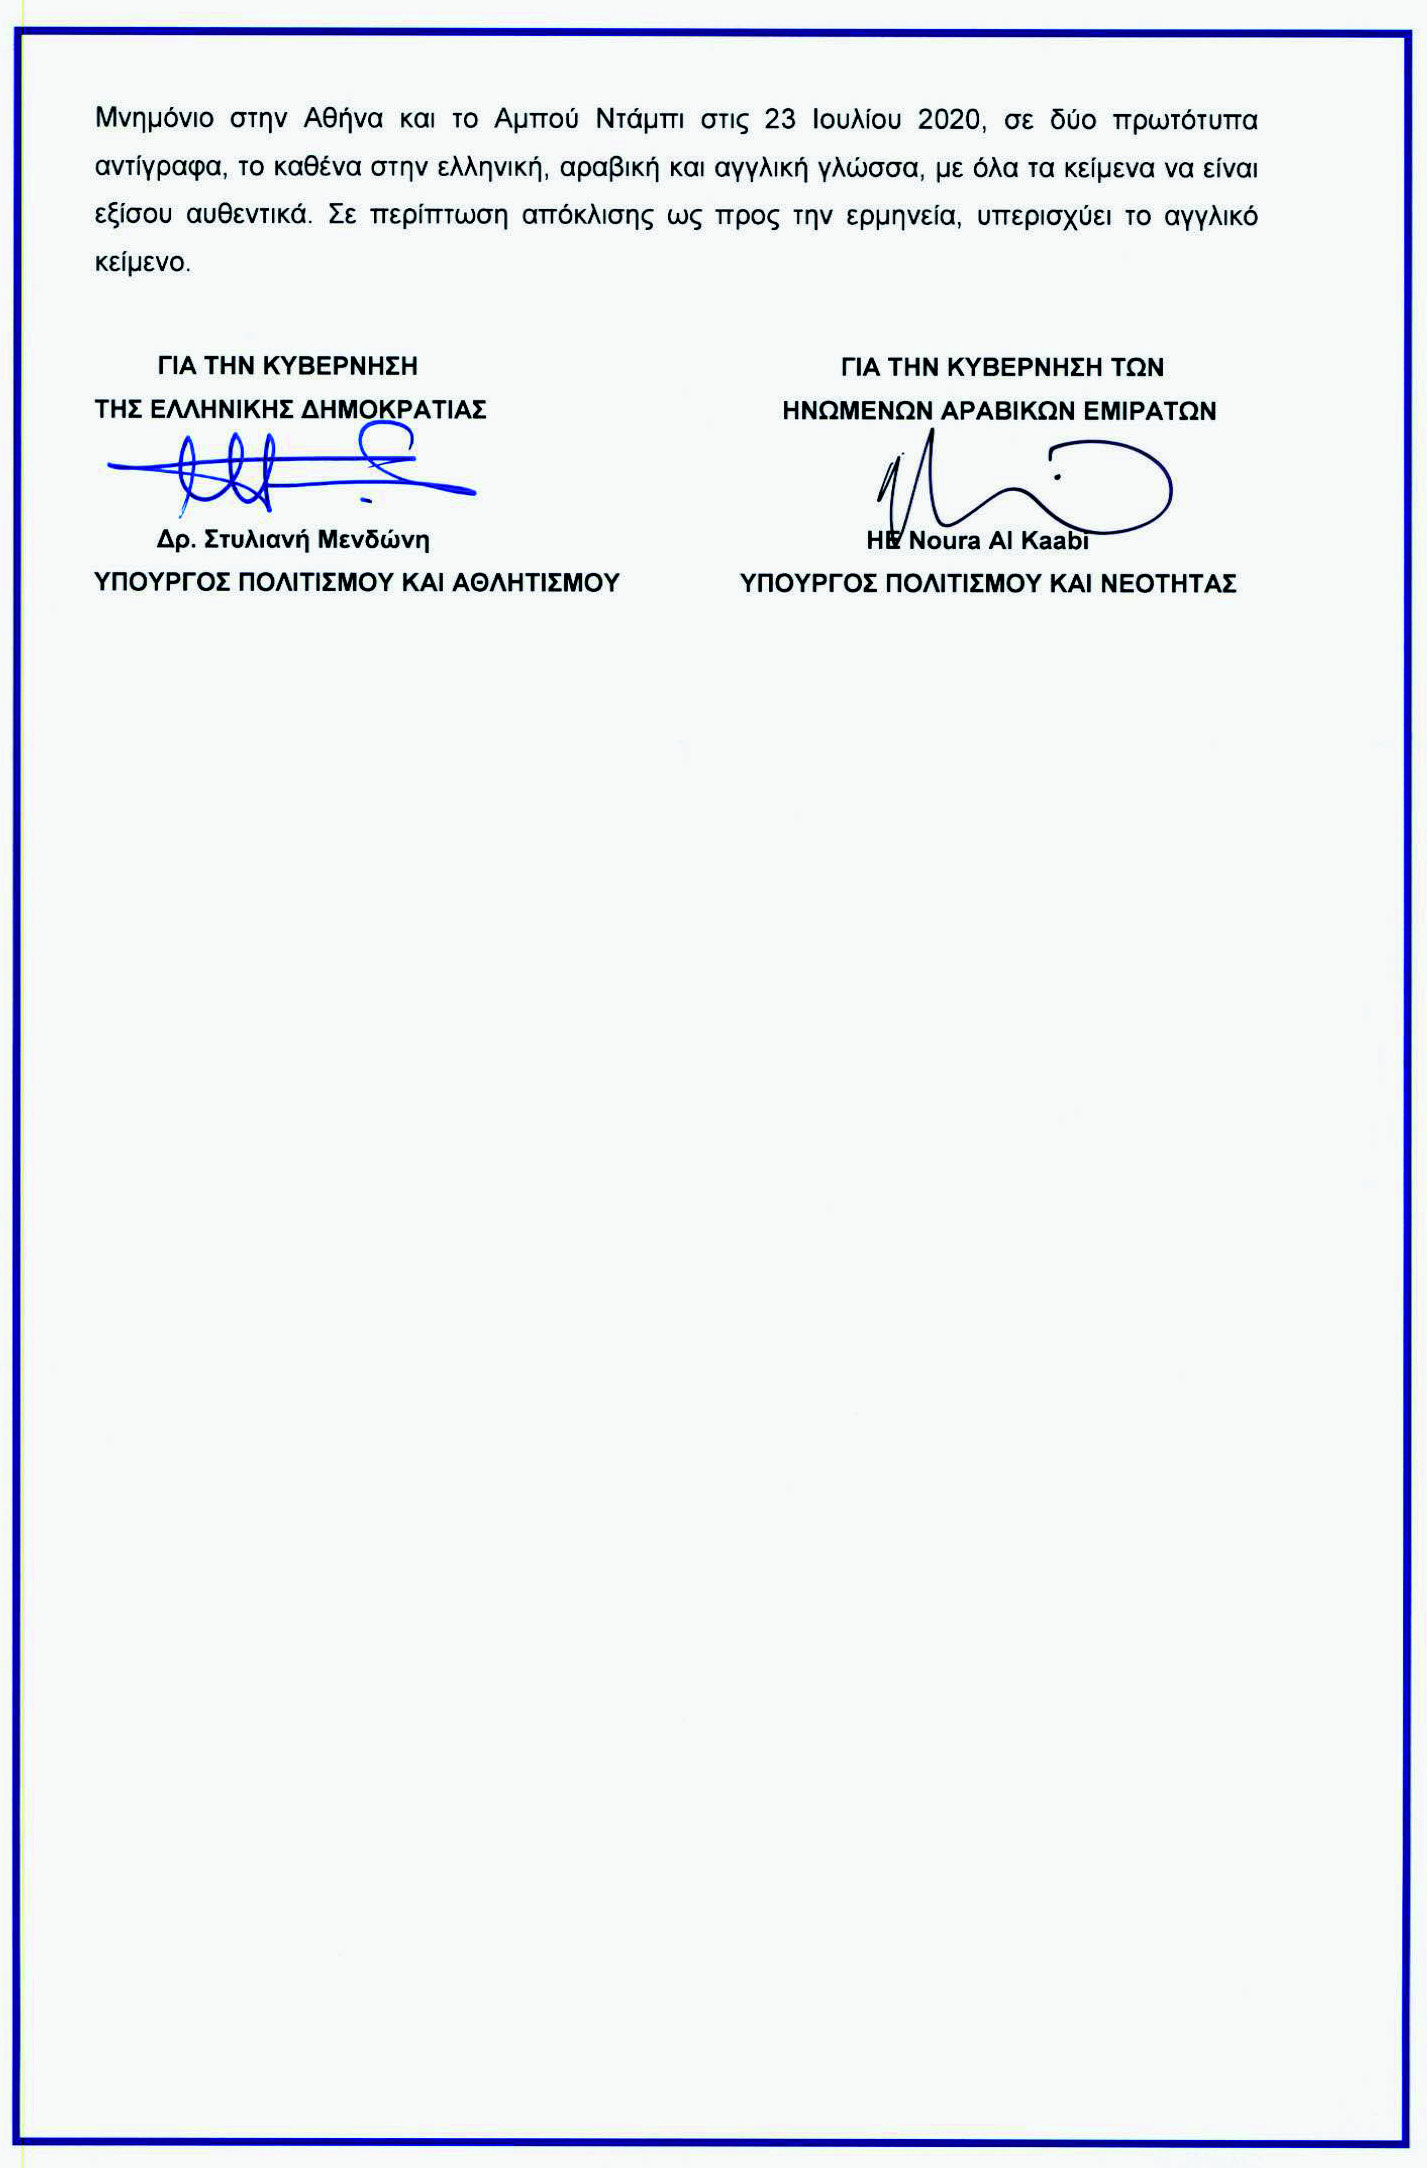 Μνημόνιο στην Αθήνα και το Αμπού Ντάμπι στις 23 Ιουλίου 2020, σε δύο πρωτότυπα
αντίγραφα, το καθένα στην ελληνική, αραβική και αγγλική γλώσσα, με όλα τα κείμενα να είναι
εξίσου αυθεντικά. Σε περίπτωση απόκλισης ως προς την ερμηνεία, υπερισχύει το αγγλικό
κείμενο.
ΓΙΑ ΤΗΝ ΚΥΒΕΡΝΗΣΗ
ΤΗΣ ΕΛΛΗΝΙΚΗΣ ΔΗΜΟΚΡΑΤΙΑΣ
Δρ. Στυλιανή Μενδώνη
ΥΠΟΥΡΓΟΣ ΠΟΛΙΤΙΣΜΟΥ ΚΑΙ ΑΘΛΗΤΙΣΜΟΥ
ΓΙΑ ΤΗΝ ΚΥΒΕΡΝΗΣΗ ΤΩΝ
ΗΝΩΜΕΝΩΝ ΑΡΑΒΙΚΩΝ ΕΜΙΡΑΤΩΝ
HE Noura Al Kaabi
ΥΠΟΥΡΓΟΣ ΠΟΛΙΤΙΣΜΟΥ ΚΑΙ ΝΕΟΤΗΤΑΣ